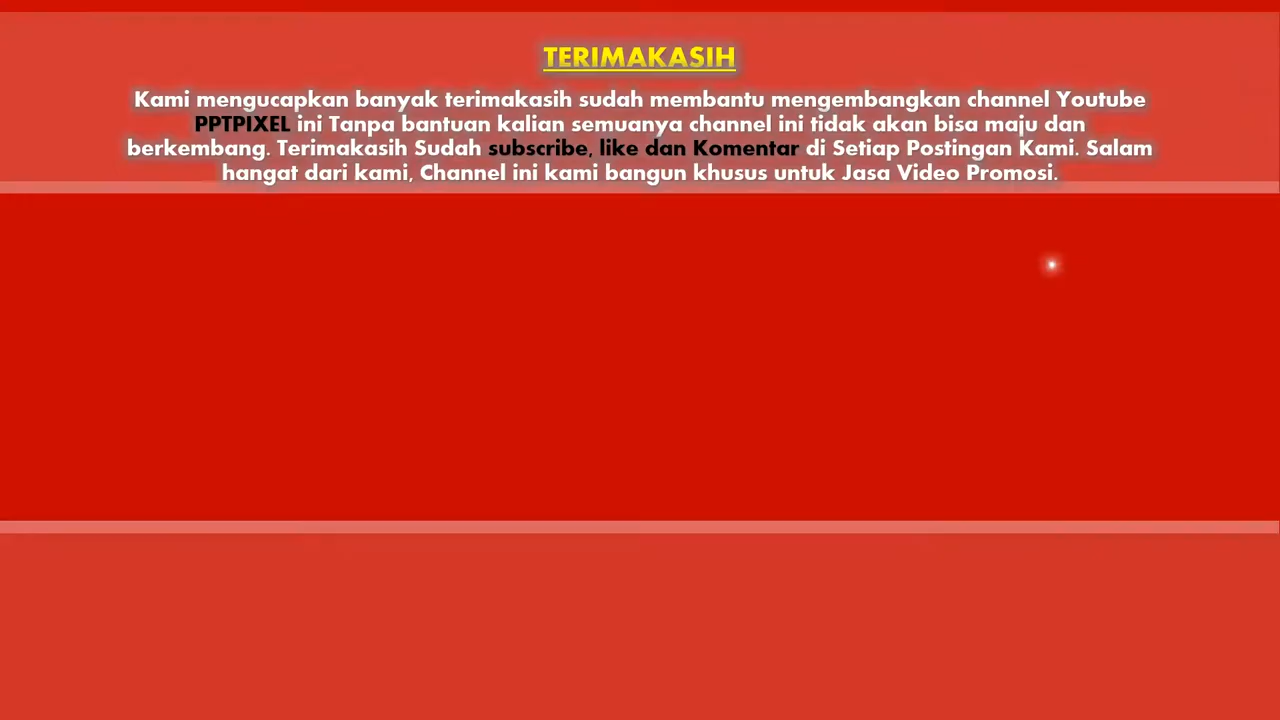 TERIMAKASIH
Kami mengucapkan banyak terimakasih sudah membantu mengembangkan channel Youtube
PPTPIXEL ini Tanpa bantuan kalian semuanya channel ini tidak akan bisa maju dan
berkembang. Terimakasih Sudah subscribe, like dan Komentar di Setiap Postingan Kami. Salam
hangat dari kami, Channel ini kami bangun khusus untuk Jasa Video Promosi.